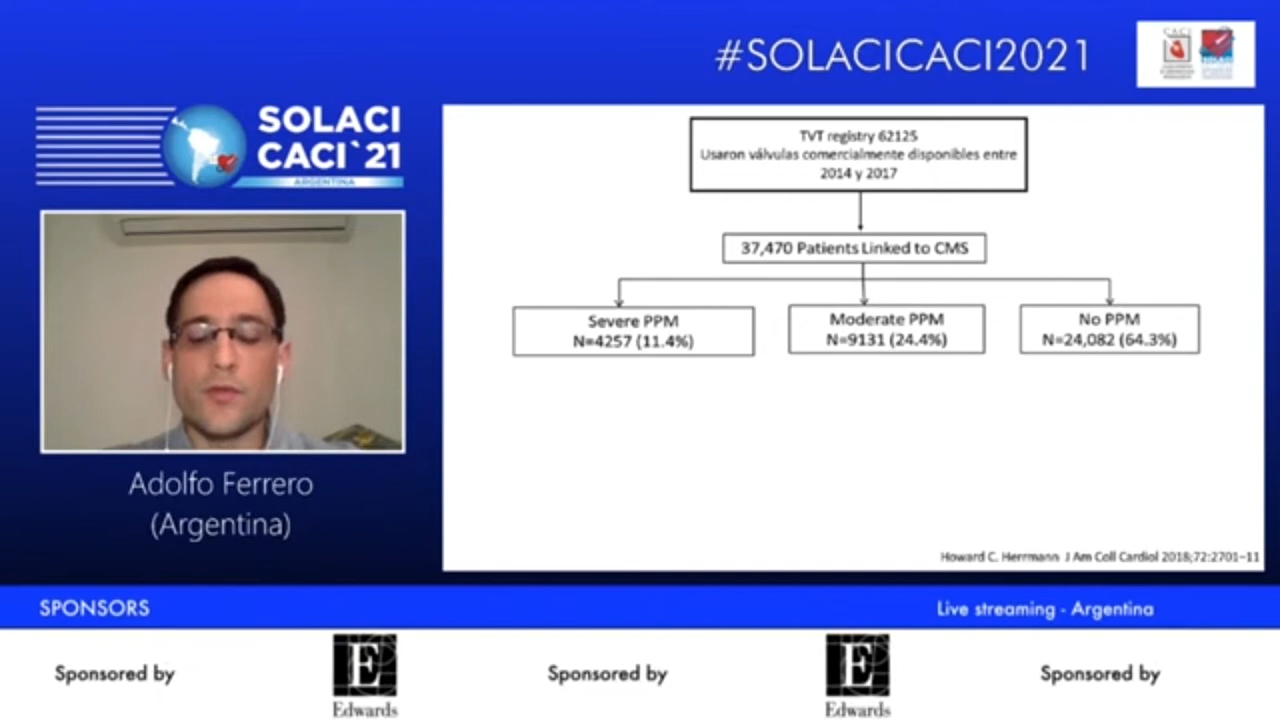 #SOLACICACI2021
CACI
SOLACI
SOLACI
CACI`21
ARGENTINA
TVT registry 62125
Usaron válvulas comercialmente disponibles entre
2014 y 2017
37,470 Patients Linked to CMS
Severe PPM
N=4257 (11.4%)
Moderate PPM
N=9131 (24.4%)
No PPM
N=24,082 (64.3%)
Howard C. Herrmann J Am Coll Cardiol 2018;72:2701–11
Adolfo Ferrero
(Argentina)
SPONSORS
Live streaming - Argentina
Sponsored by
E
Edwards
Sponsored by
E
Edwards
Sponsored by